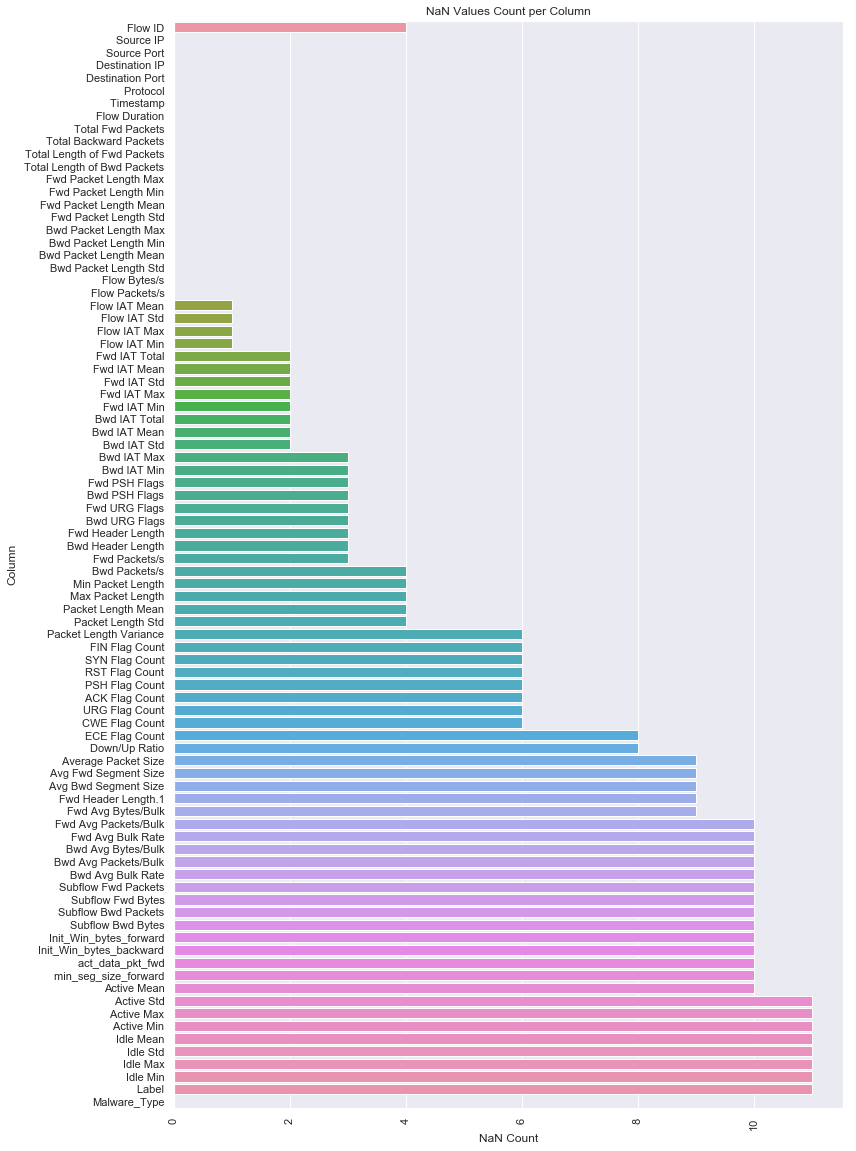 NaN Values Count per Column
Flow ID
Source IP
Source Port
Destination IP
Destination Port
Protocol
Timestamp
Flow Duration
Total Fwd Packets
Total Backward Packets
Total Length of Fwd Packets
Total Length of Bwd Packets
Fwd Packet Length Max
Fwd Packet Length Min
Fwd Packet Length Mean
Fwd Packet Length Std
Bwd Packet Length Max
Bwd Packet Length Min
Bwd Packet Length Mean
Bwd Packet Length Std
Flow Bytes/s
Flow Packets/s
Flow IAT Mean
Flow IAT Std
Flow IAT Max
Flow IAT Min
Fwd IAT Total
Fwd IAT Mean
Fwd IAT Std
Fwd IAT Max
Fwd IAT Min
Bwd IAT Total
Bwd IAT Mean
Bwd IAT Std
Bwd IAT Max
Bwd IAT Min
Fwd PSH Flags
Bwd PSH Flags
Fwd URG Flags
Bwd URG Flags
Fwd Header Length
Bwd Header Length
Fwd Packets/s
Bwd Packets/s
Min Packet Length
Max Packet Length
Packet Length Mean
Packet Length Std
Packet Length Variance
FIN Flag Count
SYN Flag Count
RST Flag Count
PSH Flag Count
ACK Flag Count
URG Flag Count
CWE Flag Count
ECE Flag Count
Down/Up Ratio
Average Packet Size
Avg Fwd Segment Size
Avg Bwd Segment Size
Fwd Header Length.1
Fwd Avg Bytes/Bulk
Fwd Avg Packets/Bulk
Fwd Avg Bulk Rate
Bwd Avg Bytes/Bulk
Bwd Avg Packets/Bulk
Bwd Avg Bulk Rate
Subflow Fwd Packets
Subflow Fwd Bytes
Subflow Bwd Packets
Subflow Bwd Bytes
Init_Win_bytes_forward
Init_Win_bytes_backward
act_data_pkt_fwd
min_seg_size_forward
Active Mean
Active Std
Active Max
Active Min
Idle Mean
Idle Std
Idle Max
Idle Min
Label
Malware_Type
Column
0 2 4 6 8 10
NaN Count